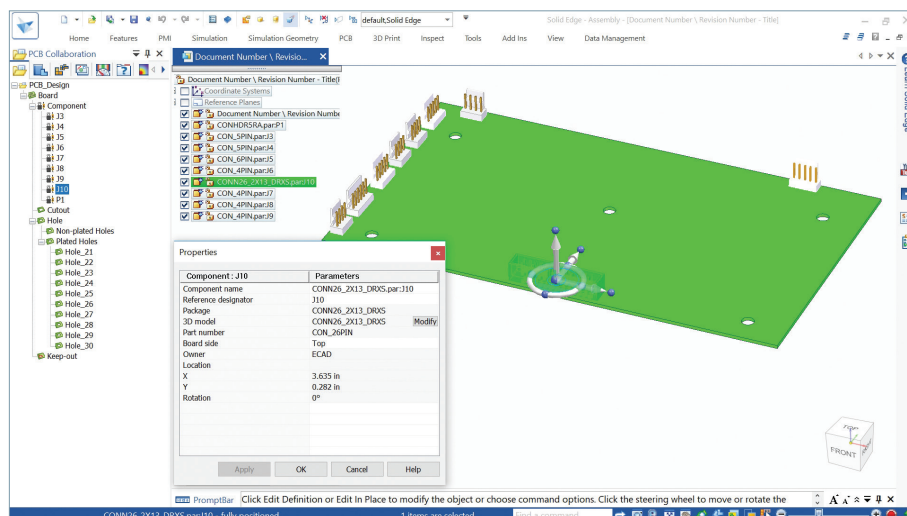 default,Solid Edge
Solid Edge - Assembly - [Document Number \ Revision Number - Title]
Home Features PMI Simulation Simulation Geometry PCB 3D Print Inspect Tools Add Ins View Data Management
PCB Collaboration
Document Number \ Revisio...
PCB_Design
Board
Component
J3
J4
J5
J6
J7
J8
J9
J10
P1
Cutout
Hole
Non-plated Holes
Plated Holes
Hole_21
Hole_22
Hole_23
Hole_24
Hole_25
Hole_26
Hole_27
Hole_28
Hole_29
Hole_30
Keep-out
Document Number \ Revision Number - Title]
Coordinate Systems
Reference Planes
Document Number \ Revision Numbe
CONHDR5RA.par:P1
CON_5PIN.par:J3
CON_5PIN.par:J4
CON_6PIN.par:J5
CON_4PIN.par:J6
CONN26_2X13_DRXS.par:J10
CON_4PIN.par:J7
CON_4PIN.par:J8
CON_4PIN.par:J9
Properties
Component : J10 Parameters
Component name CONN26_2X13_DRXS.par:J10
Reference designator J10
Package CONN26_2X13_DRXS
3D model CONN26_2X13_DRXS Modify
Part number CON_26PIN
Board side Top
Owner ECAD
Location
X 3.635 in
Y 0.282 in
Rotation 0°
Apply OK Cancel Help
TOP
FRONT
PromptBar Click Edit Definition or Edit In Place to modify the object or choose command options. Click the steering wheel to move or rotate the
CONN26_2X13_DRXS.par:J10 - fully positioned 1 items are selected Find a command